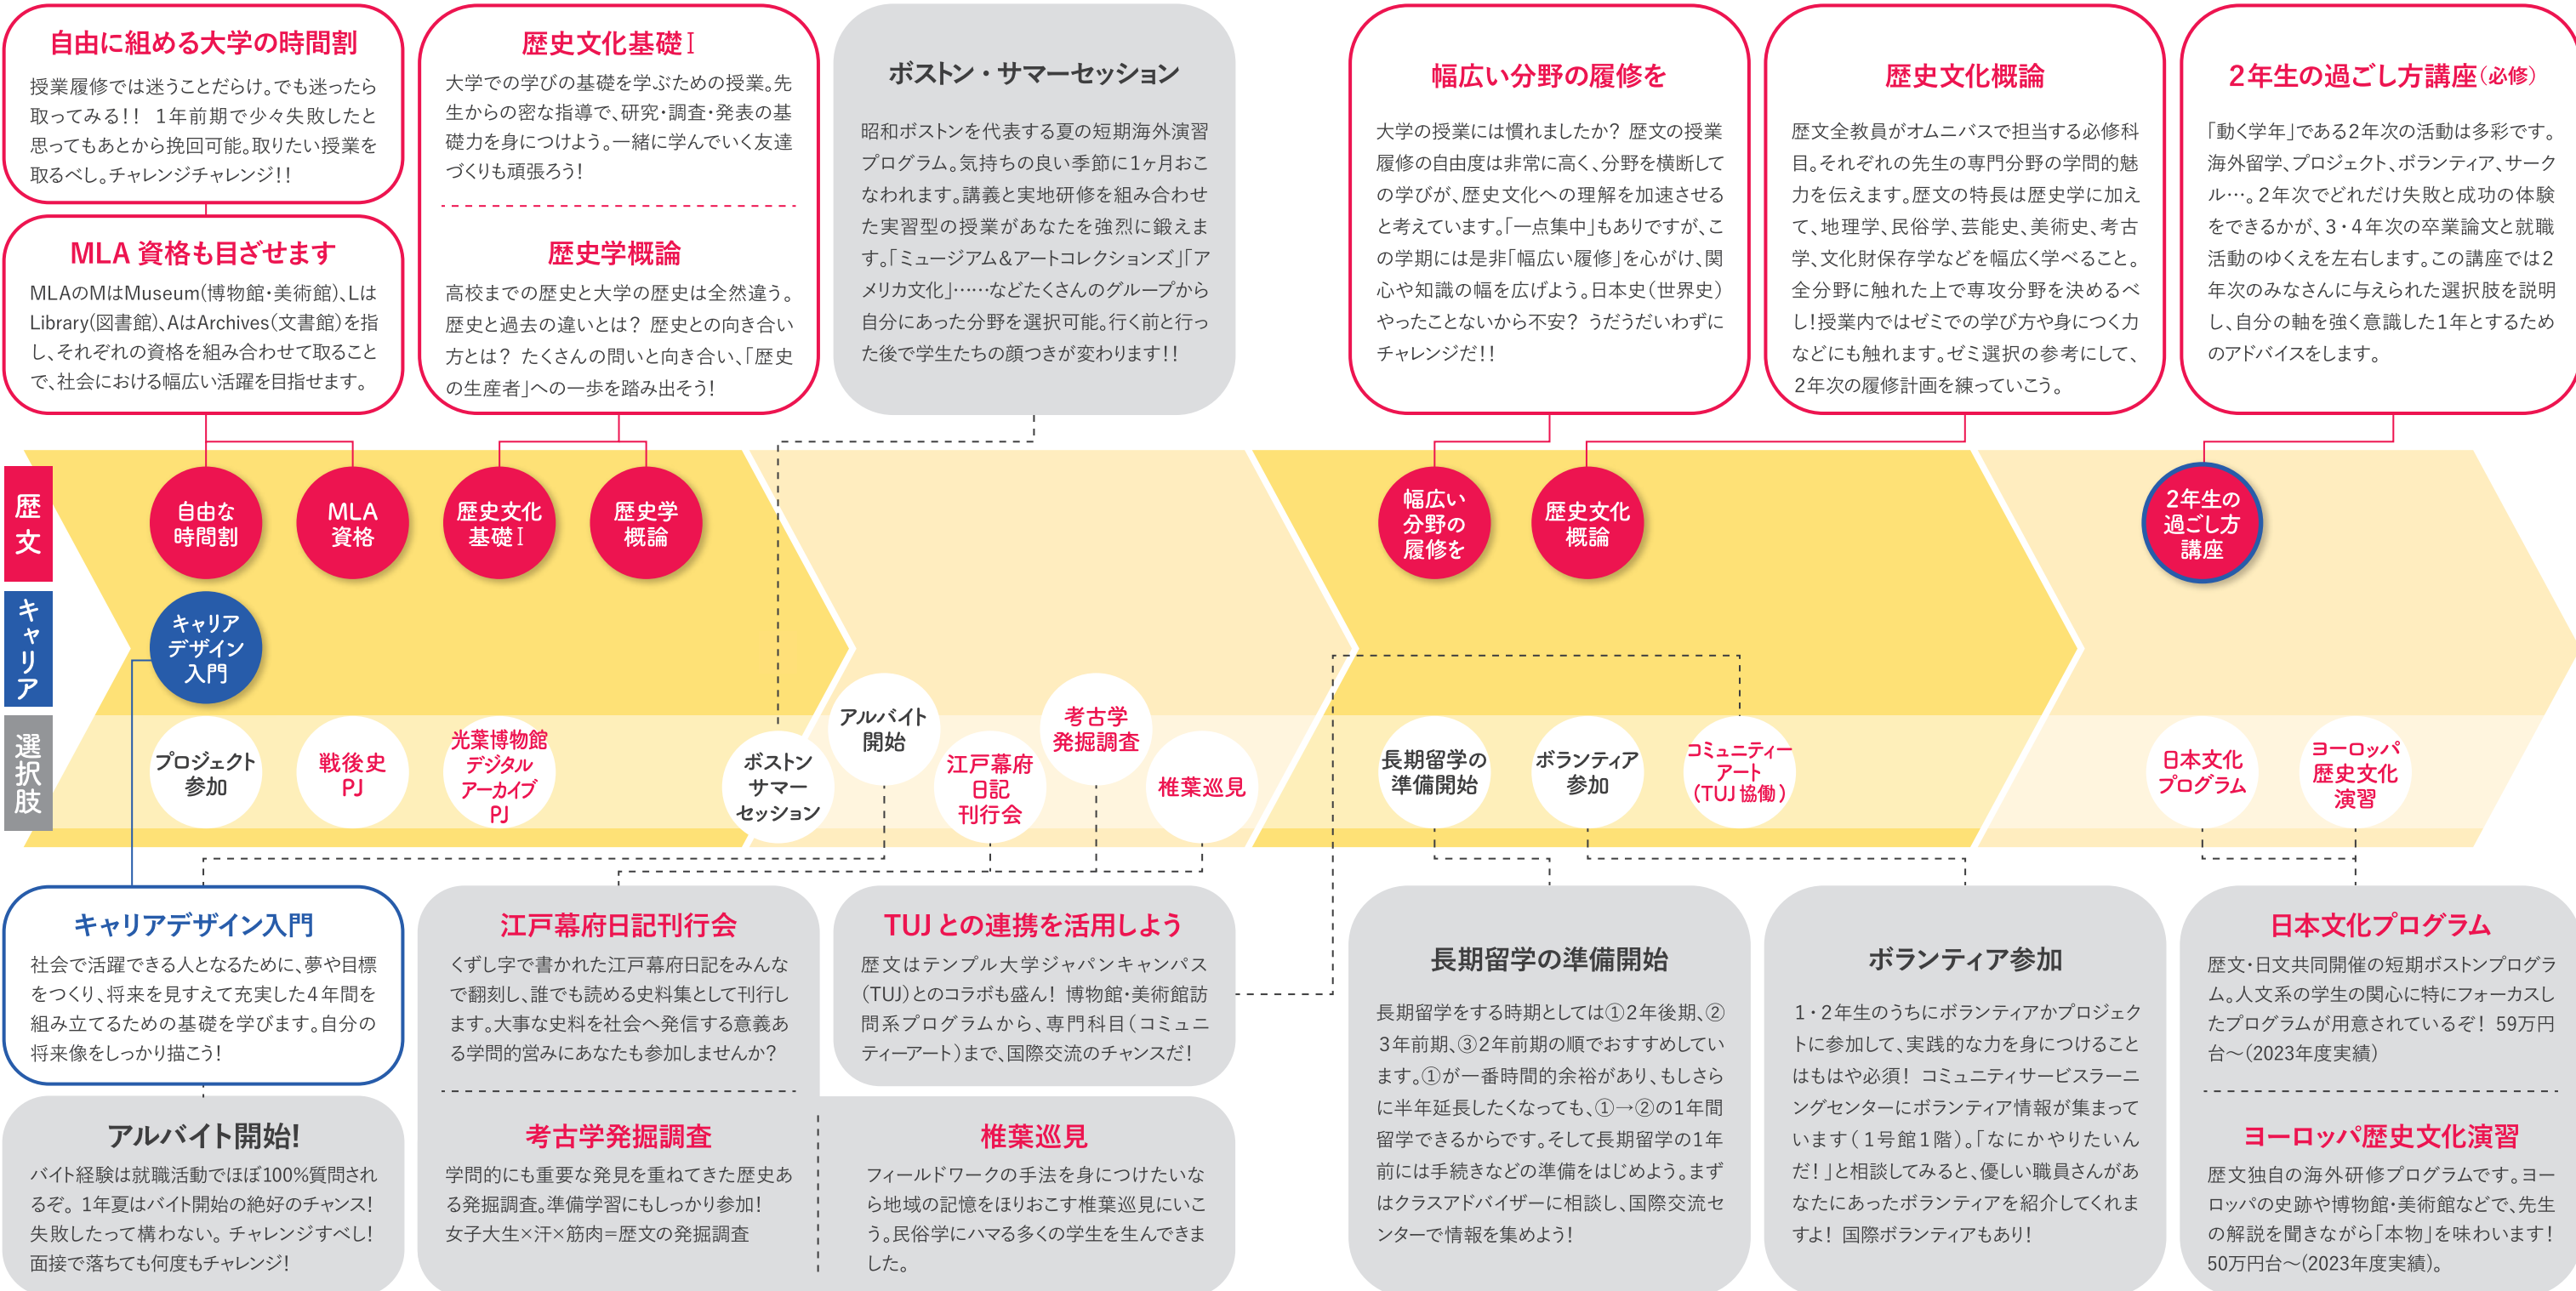 自由に組める大学の時間割
授業履修では迷うことだらけ。でも迷ったら
取ってみる!! 1年前期で少々失敗したと
思ってもあとから挽回可能。取りたい授業を
取るべし。チャレンジチャレンジ!!
MLA 資格も目ざせます
MLAのMはMuseum(博物館・美術館)、Lは
Library(図書館)、AはArchives(文書館)を指
し、それぞれの資格を組み合わせて取ること
で、社会における幅広い活躍を目指せます。
歴史文化基礎Ⅰ
大学での学びの基礎を学ぶための授業。先
生からの密な指導で、研究・調査・発表の基
礎力を身につけよう。一緒に学んでいく友達
づくりも頑張ろう!
歴史学概論
高校までの歴史と大学の歴史は全然違う。
歴史と過去の違いとは? 歴史との向き合い
方とは? たくさんの問いと向き合い、「歴史
の生産者」への一歩を踏み出そう!
ボストン・サマーセッション
昭和ボストンを代表する夏の短期海外演習
プログラム。気持ちの良い季節に1ヶ月おこ
なわれます。講義と実地研修を組み合わせ
た実習型の授業があなたを強烈に鍛えま
す。「ミュージアム&アートコレクションズ」「ア
メリカ文化」……などたくさんのグループから
自分にあった分野を選択可能。行く前と行っ
た後で学生たちの顔つきが変わります!!
幅広い分野の履修を
大学の授業には慣れましたか? 歴文の授業
履修の自由度は非常に高く、分野を横断して
の学びが、歴史文化への理解を加速させる
と考えています。「一点集中」もありですが、こ
の学期には是非「幅広い履修」を心がけ、関
心や知識の幅を広げよう。日本史(世界史)
やったことないから不安? うだうだいわずに
チャレンジだ!!
歴史文化概論
歴文全教員がオムニバスで担当する必修科
目。それぞれの先生の専門分野の学問的魅
力を伝えます。歴文の特長は歴史学に加え
て、地理学、民俗学、芸能史、美術史、考古
学、文化財保存学などを幅広く学べること。
全分野に触れた上で専攻分野を決めるべ
し!授業内ではゼミでの学び方や身につく力
などにも触れます。ゼミ選択の参考にして、
2年次の履修計画を練っていこう。
2年生の過ごし方講座(必修)
「動く学年」である2年次の活動は多彩です。
海外留学、プロジェクト、ボランティア、サーク
ル…。2年次でどれだけ失敗と成功の体験
をできるかが、3・4年次の卒業論文と就職
活動のゆくえを左右します。この講座では2
年次のみなさんに与えられた選択肢を説明
し、自分の軸を強く意識した1年とするため
のアドバイスをします。
歴文
自由な
時間割
MLA
資格
歴史文化
基礎Ⅰ
歴史学
概論
幅広い
分野の
履修を
歴史文化
概論
2年生の
過ごし方
講座
キャリア
キャリア
デザイン
入門
選択肢
プロジェクト
参加
戦後史
PJ
光葉博物館
デジタル
アーカイブ
PJ
ボストン
サマー
セッション
アルバイト
開始
江戸幕府
日記
刊行会
考古学
発掘調査
椎葉巡見
長期留学の
準備開始
ボランティア
参加
コミュニティー
アート
(TUJ 協働)
日本文化
プログラム
ヨーロッパ
歴史文化
演習
キャリアデザイン入門
社会で活躍できる人となるために、夢や目標
をつくり、将来を見すえて充実した4年間を
組み立てるための基礎を学びます。自分の
将来像をしっかり描こう!
アルバイト開始!
バイト経験は就職活動でほぼ100%質問され
るぞ。1年夏はバイト開始の絶好のチャンス!
失敗したって構わない。チャレンジすべし!
面接で落ちても何度もチャレンジ!
江戸幕府日記刊行会
くずし字で書かれた江戸幕府日記をみんな
で翻刻し、誰でも読める史料集として刊行し
ます。大事な史料を社会へ発信する意義あ
る学問的営みにあなたも参加しませんか?
考古学発掘調査
学問的にも重要な発見を重ねてきた歴史あ
る発掘調査。準備学習にもしっかり参加!
女子大生×汗×筋肉=歴文の発掘調査
TUJ との連携を活用しよう
歴文はテンプル大学ジャパンキャンパス
(TUJ)とのコラボも盛ん! 博物館・美術館訪
問系プログラムから、専門科目(コミュニ
ティーアート)まで、国際交流のチャンスだ!
椎葉巡見
フィールドワークの手法を身につけたいな
ら地域の記憶をほりおこす椎葉巡見にいこ
う。民俗学にハマる多くの学生を生んできま
した。
長期留学の準備開始
長期留学をする時期としては①2年後期、②
3年前期、③2年前期の順でおすすめしてい
ます。①が一番時間的余裕があり、もしさら
に半年延長したくなっても、①→②の1年間
留学できるからです。そして長期留学の1年
前には手続きなどの準備をはじめよう。まず
はクラスアドバイザーに相談し、国際交流セ
ンターで情報を集めよう!
ボランティア参加
1・2年生のうちにボランティアかプロジェク
トに参加して、実践的な力を身につけること
はもはや必須! コミュニティサービスラーニ
ングセンターにボランティア情報が集まって
います(1号館1階)。「なにかやりたいん
だ!」と相談してみると、優しい職員さんがあ
なたにあったボランティアを紹介してくれま
すよ! 国際ボランティアもあり!
日本文化プログラム
歴文・日文共同開催の短期ボストンプログラ
ム。人文系の学生の関心に特にフォーカスし
たプログラムが用意されているぞ! 59万円
台～(2023年度実績)
ヨーロッパ歴史文化演習
歴文独自の海外研修プログラムです。ヨー
ロッパの史跡や博物館・美術館などで、先生
の解説を聞きながら「本物」を味わいます!
50万円台～(2023年度実績)。